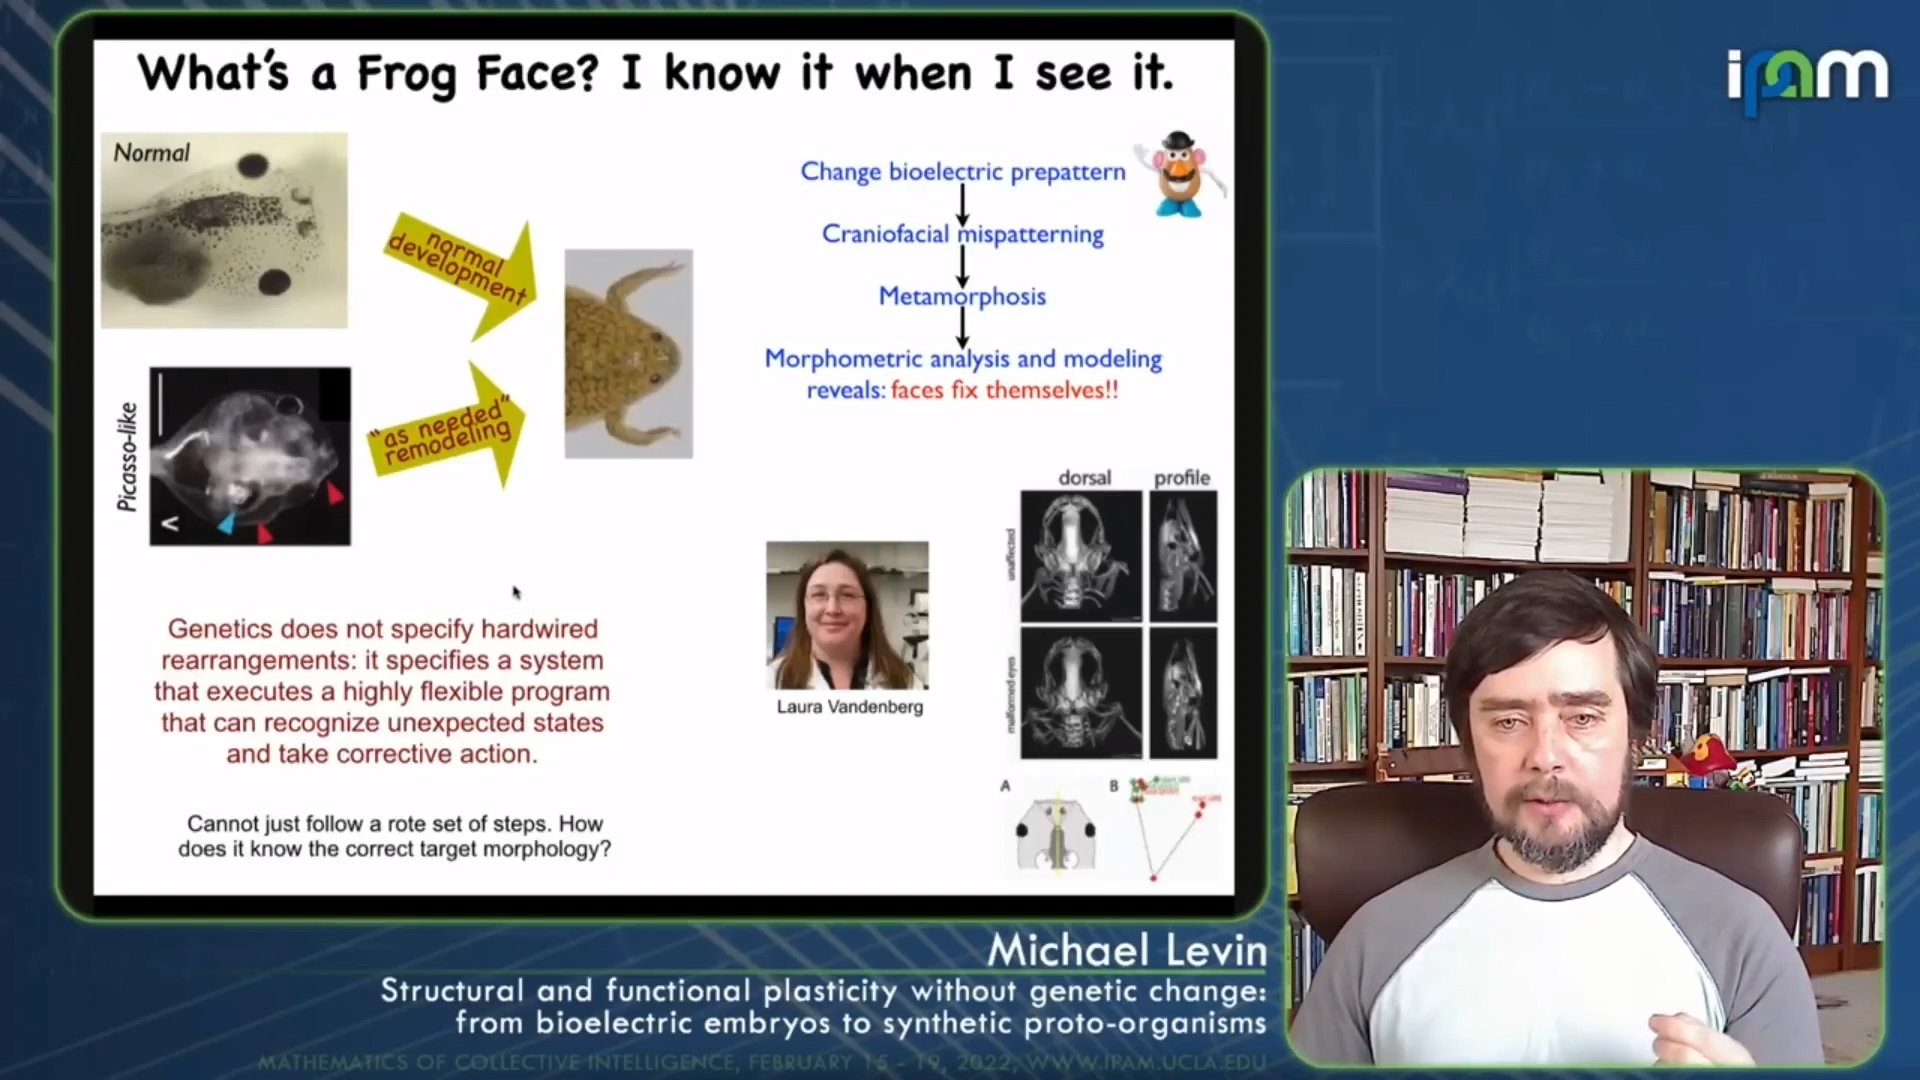 What's a Frog Face? I know it when I see it.
ipam
Normal
normal
development
Change bioelectric prepattern
Craniofacial mispatterning
Metamorphosis
Morphometric analysis and modeling
reveals: faces fix themselves!!
Picasso-like
"as needed"
remodeling
<
dorsal
profile
unaffected
malformed eyes
Laura Vandenberg
Genetics does not specify hardwired
rearrangements: it specifies a system
that executes a highly flexible program
that can recognize unexpected states
and take corrective action.
A
B
Cannot just follow a rote set of steps. How
does it know the correct target morphology?
Michael Levin
Structural and functional plasticity without genetic change:
from bioelectric embryos to synthetic proto-organisms
MATHEMATICS OF COLLECTIVE INTELLIGENCE, FEBRUARY 15 - 19, 2022, WWW.IPAM.UCLA.EDU